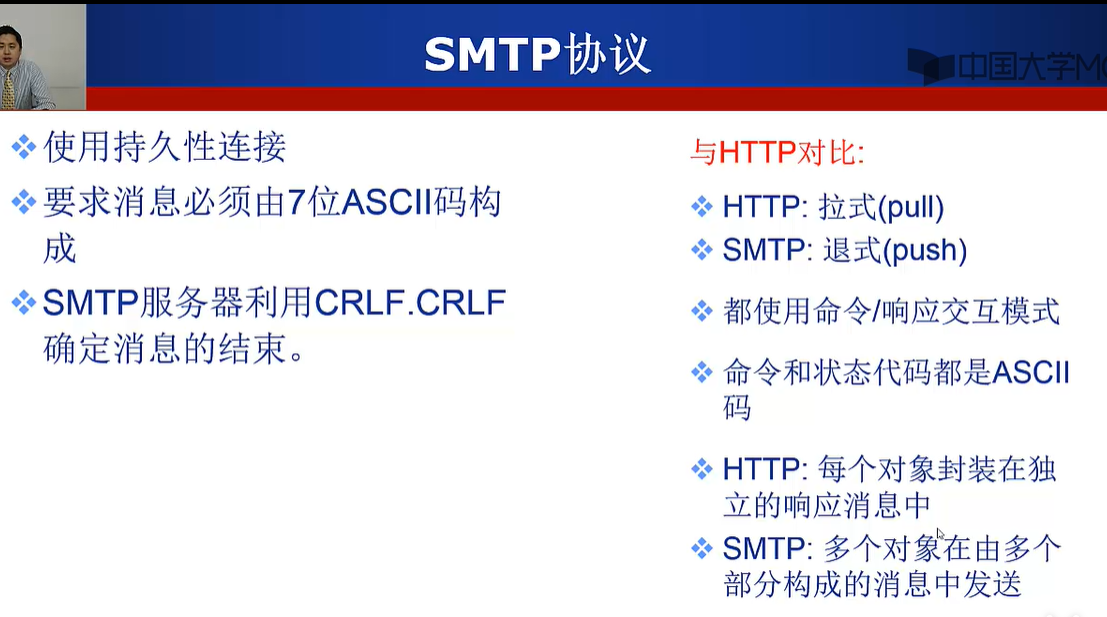 SMTP协议
中国大学MO
使用持久性连接
要求消息必须由7位ASCII码构
成
SMTP服务器利用CRLF.CRLF
确定消息的结束。
与HTTP对比:
HTTP: 拉式(pull)
SMTP: 退式(push)
都使用命令/响应交互模式
命令和状态代码都是ASCII
码
HTTP: 每个对象封装在独
立的响应消息中
SMTP: 多个对象在由多个
部分构成的消息中发送